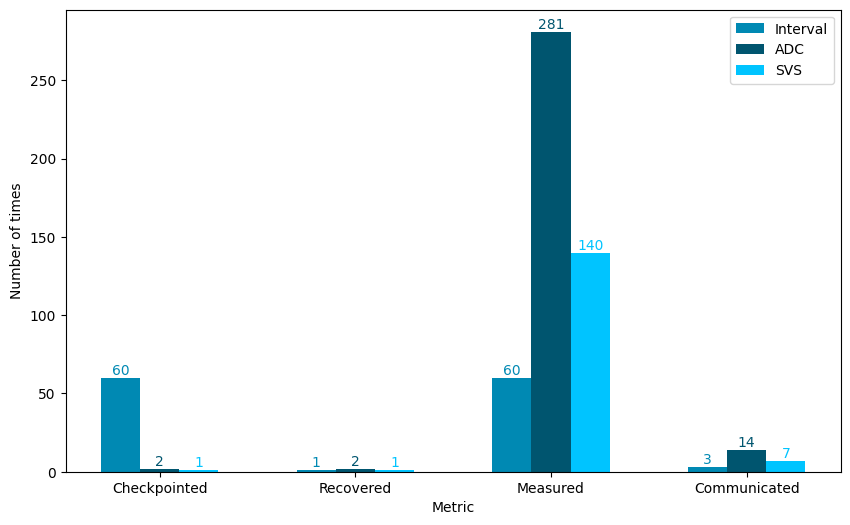 281
Interval
ADC
SVS
250
200
150
100
50
0
Number of times
60
2
1
1
2
1
60
140
3
14
7
Checkpointed
Recovered
Measured
Communicated
Metric